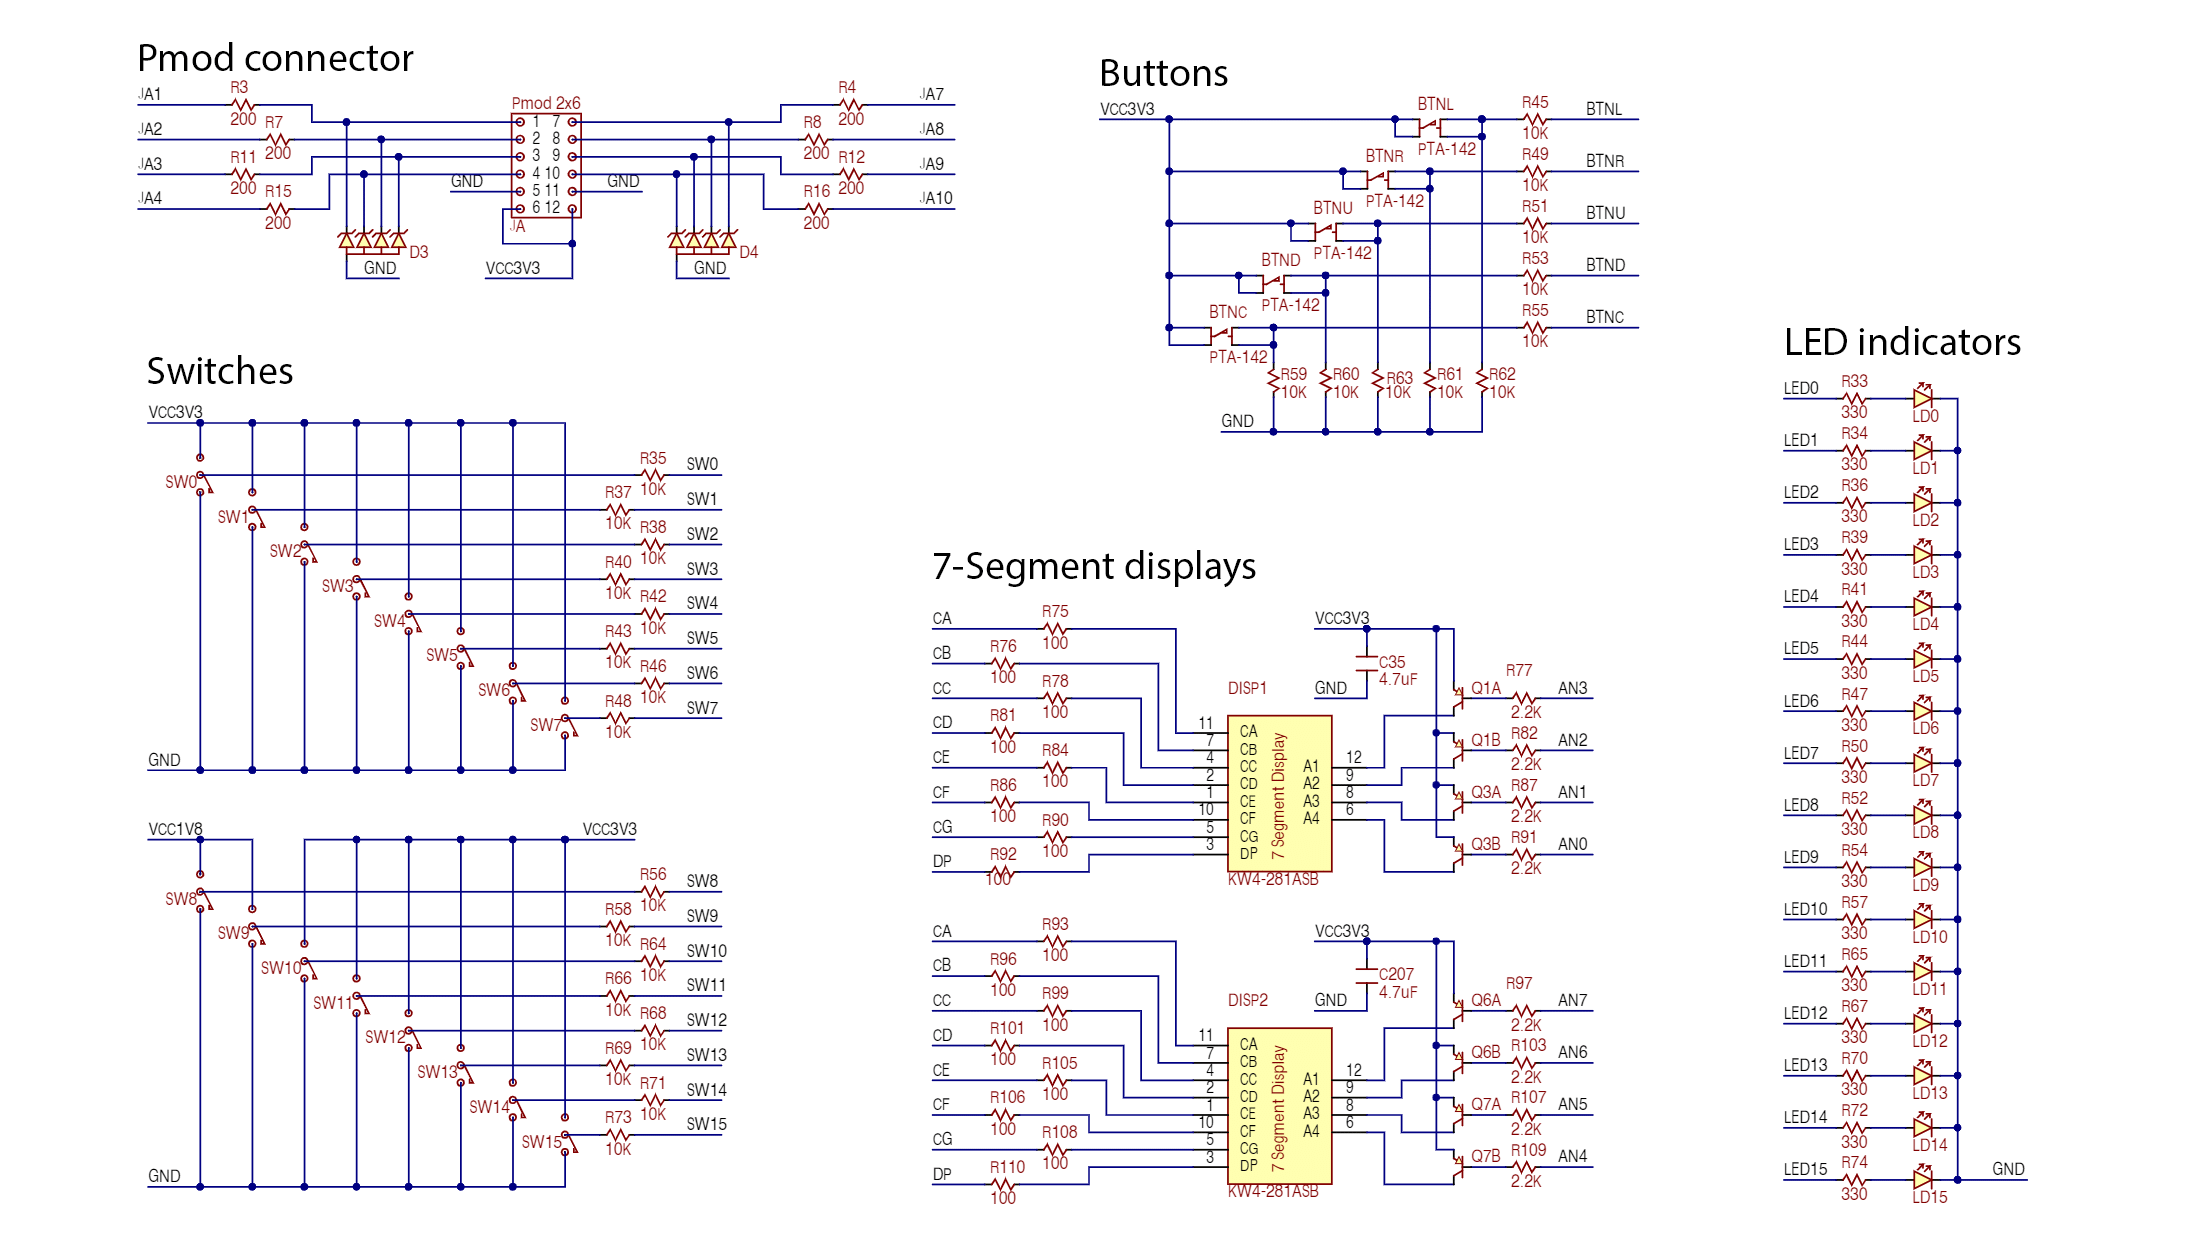 Pmod connector
JA1
R3
200
JA2
R7
200
JA3
R11
200
JA4
R15
200
Pmod 2x6
1 7
2 8
3 9
4 10
5 11
6 12
JA
GND
GND
VCC3V3
D3
GND
D4
GND
R4
200
JA7
R8
200
JA8
R12
200
JA9
R16
200
JA10
Buttons
VCC3V3
BTNL
PTA-142
R45
10K
BTNL
BTNR
PTA-142
R49
10K
BTNR
BTNU
PTA-142
R51
10K
BTNU
BTND
PTA-142
R53
10K
BTND
BTNC
PTA-142
R55
10K
BTNC
R59
10K
R60
10K
R63
10K
R61
10K
R62
10K
GND
Switches
VCC3V3
SW0
R35
10K
SW0
SW1
R37
10K
SW1
SW2
R38
10K
SW2
SW3
R40
10K
SW3
SW4
R42
10K
SW4
SW5
R43
10K
SW5
SW6
R46
10K
SW6
SW7
R48
10K
SW7
GND
VCC1V8
VCC3V3
SW8
R56
10K
SW8
SW9
R58
10K
SW9
SW10
R64
10K
SW10
SW11
R66
10K
SW11
SW12
R68
10K
SW12
SW13
R69
10K
SW13
SW14
R71
10K
SW14
SW15
R73
10K
SW15
GND
7-Segment displays
CA
R75
100
CB
R76
100
CC
R78
100
CD
R81
100
CE
R84
100
CF
R86
100
CG
R90
100
DP
R92
100
DISP1
11 CA
7 CB
4 CC
2 CD
1 CE
10 CF
5 CG
3 DP
7 Segment Display
A1 12
A2 9
A3 8
A4 6
KW4-281ASB
VCC3V3
C35
4.7uF
GND
Q1A
R77
2.2K
AN3
Q1B
R82
2.2K
AN2
Q3A
R87
2.2K
AN1
Q3B
R91
2.2K
AN0
CA
R93
100
CB
R96
100
CC
R99
100
CD
R101
100
CE
R105
100
CF
R106
100
CG
R108
100
DP
R110
100
DISP2
11 CA
7 CB
4 CC
2 CD
1 CE
10 CF
5 CG
3 DP
7 Segment Display
A1 12
A2 9
A3 8
A4 6
KW4-281ASB
VCC3V3
C207
4.7uF
GND
Q6A
R97
2.2K
AN7
Q6B
R103
2.2K
AN6
Q7A
R107
2.2K
AN5
Q7B
R109
2.2K
AN4
LED indicators
LED0
R33
330
LD0
LED1
R34
330
LD1
LED2
R36
330
LD2
LED3
R39
330
LD3
LED4
R41
330
LD4
LED5
R44
330
LD5
LED6
R47
330
LD6
LED7
R50
330
LD7
LED8
R52
330
LD8
LED9
R54
330
LD9
LED10
R57
330
LD10
LED11
R65
330
LD11
LED12
R67
330
LD12
LED13
R70
330
LD13
LED14
R72
330
LD14
LED15
R74
330
LD15
GND